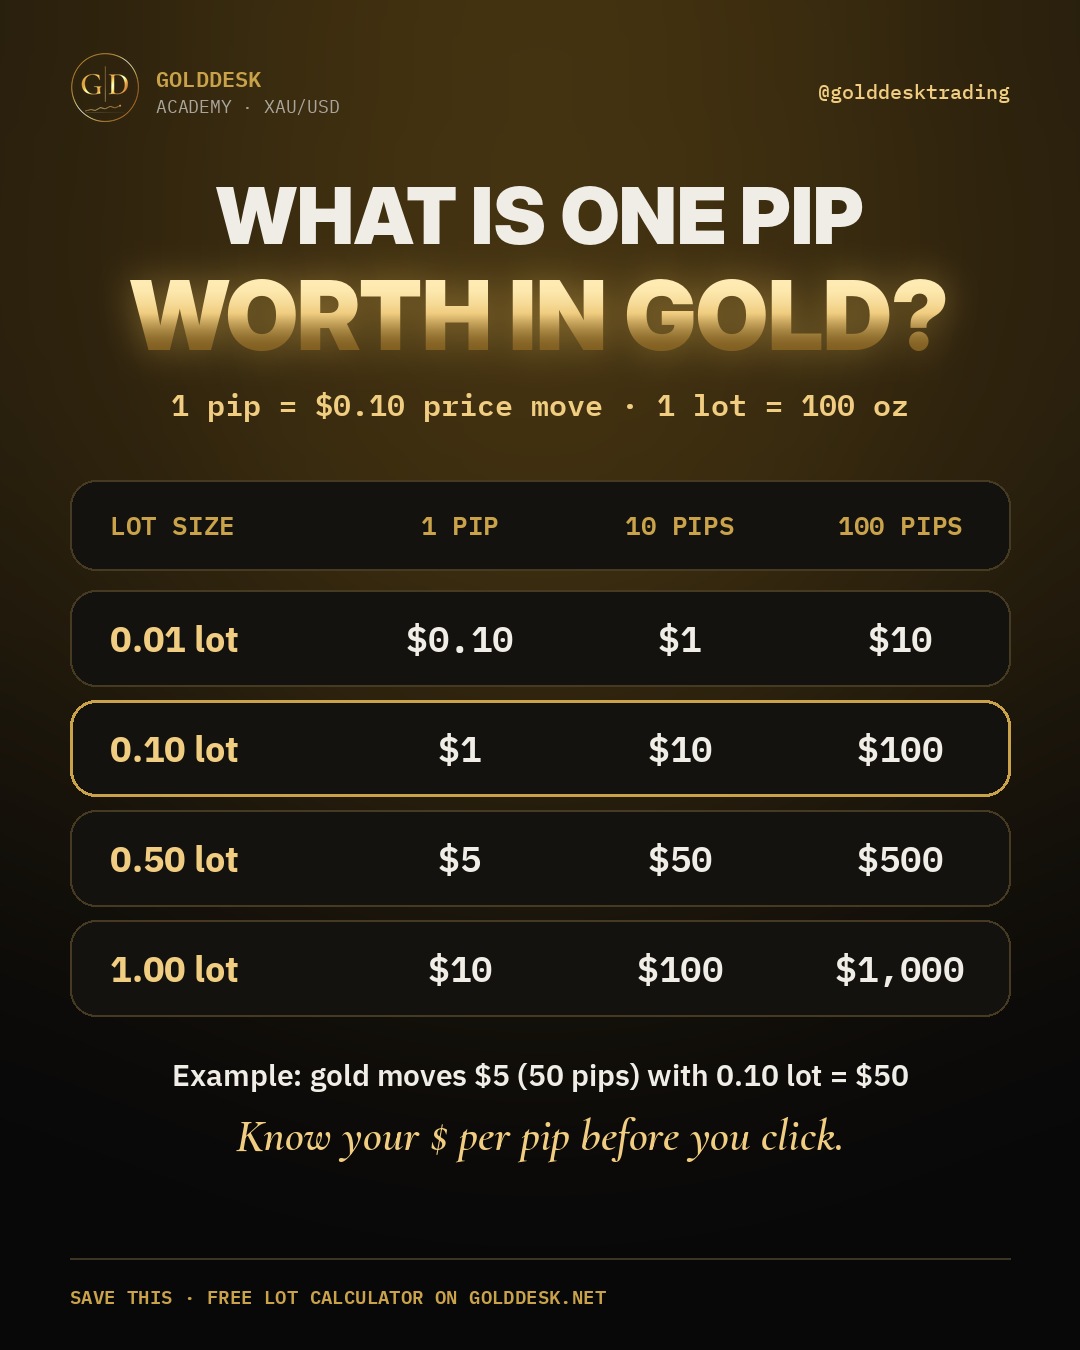 G D
GOLDDESK
ACADEMY · XAU/USD
@golddesktrading
WHAT IS ONE PIP
WORTH IN GOLD?
1 pip = $0.10 price move · 1 lot = 100 oz
LOT SIZE 1 PIP 10 PIPS 100 PIPS
0.01 lot $0.10 $1 $10
0.10 lot $1 $10 $100
0.50 lot $5 $50 $500
1.00 lot $10 $100 $1,000
Example: gold moves $5 (50 pips) with 0.10 lot = $50
Know your $ per pip before you click.
SAVE THIS · FREE LOT CALCULATOR ON GOLDDESK.NET